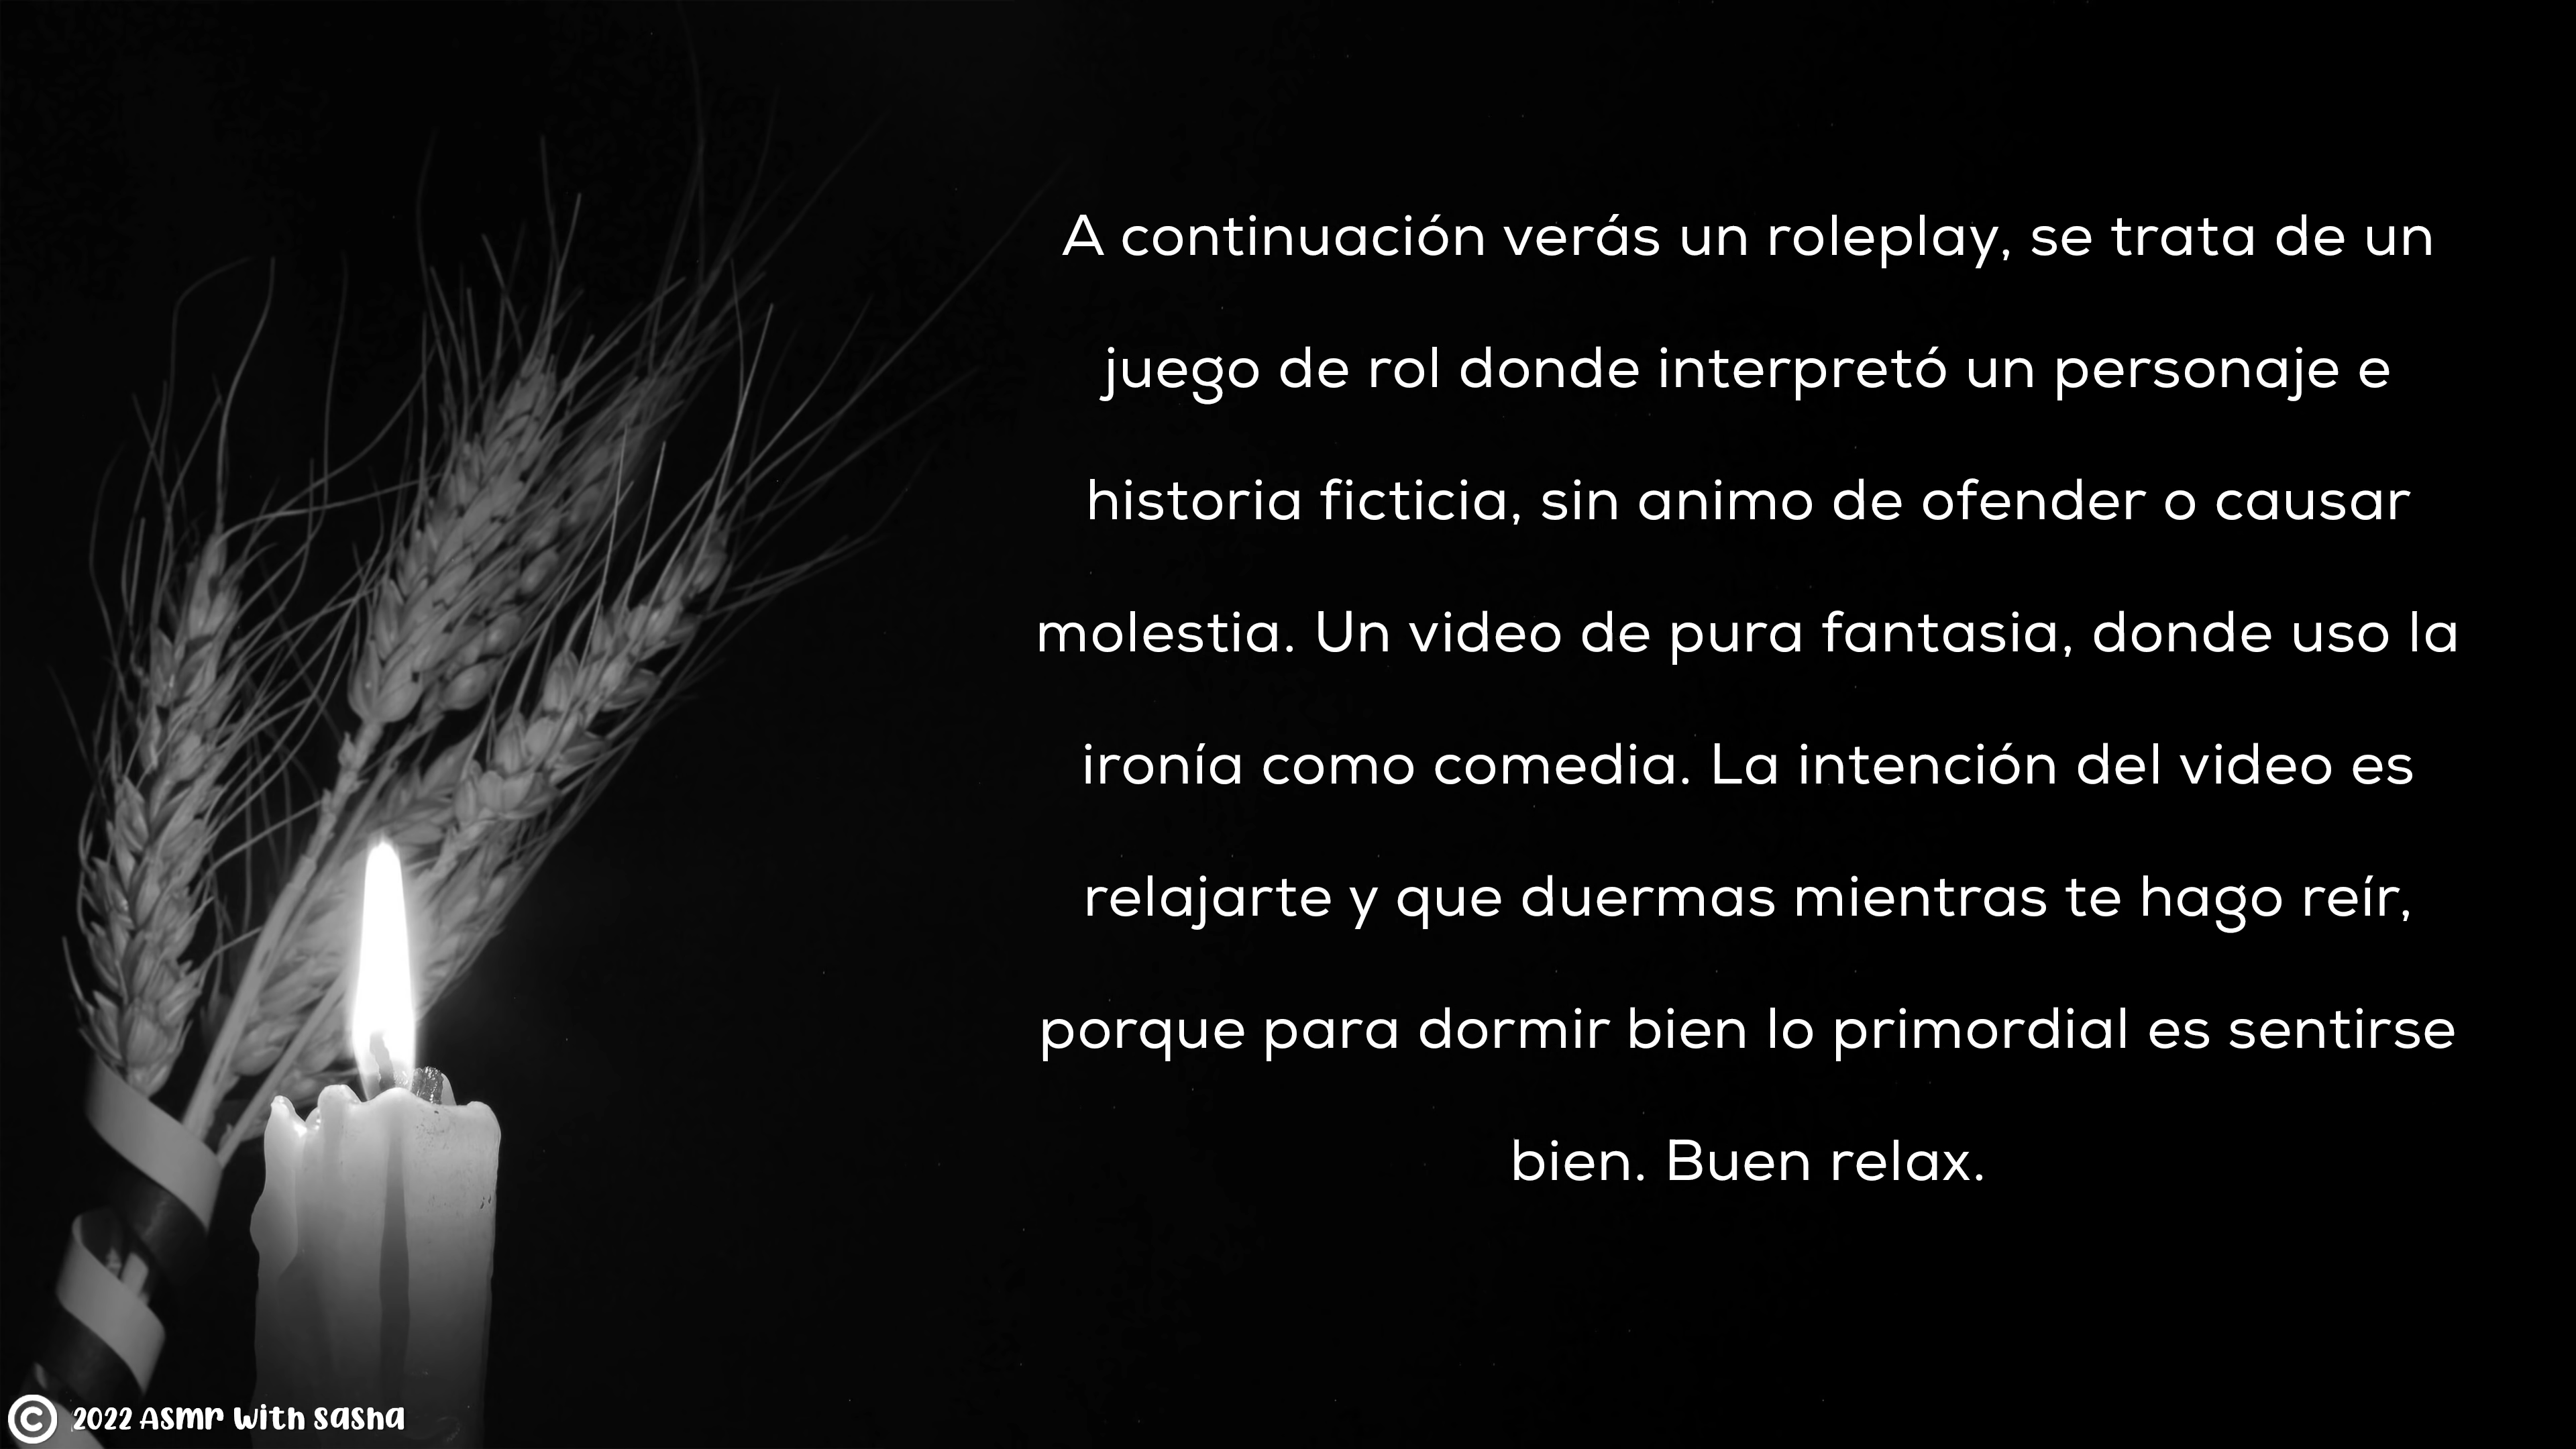 A continuación verás un roleplay, se trata de un
juego de rol donde interpretó un personaje e
historia ficticia, sin animo de ofender o causar
molestia. Un video de pura fantasia, donde uso la
ironía como comedia. La intención del video es
relajarte y que duermas mientras te hago reír,
porque para dormir bien lo primordial es sentirse
bien. Buen relax.
© 2022 ASMR With Sasha